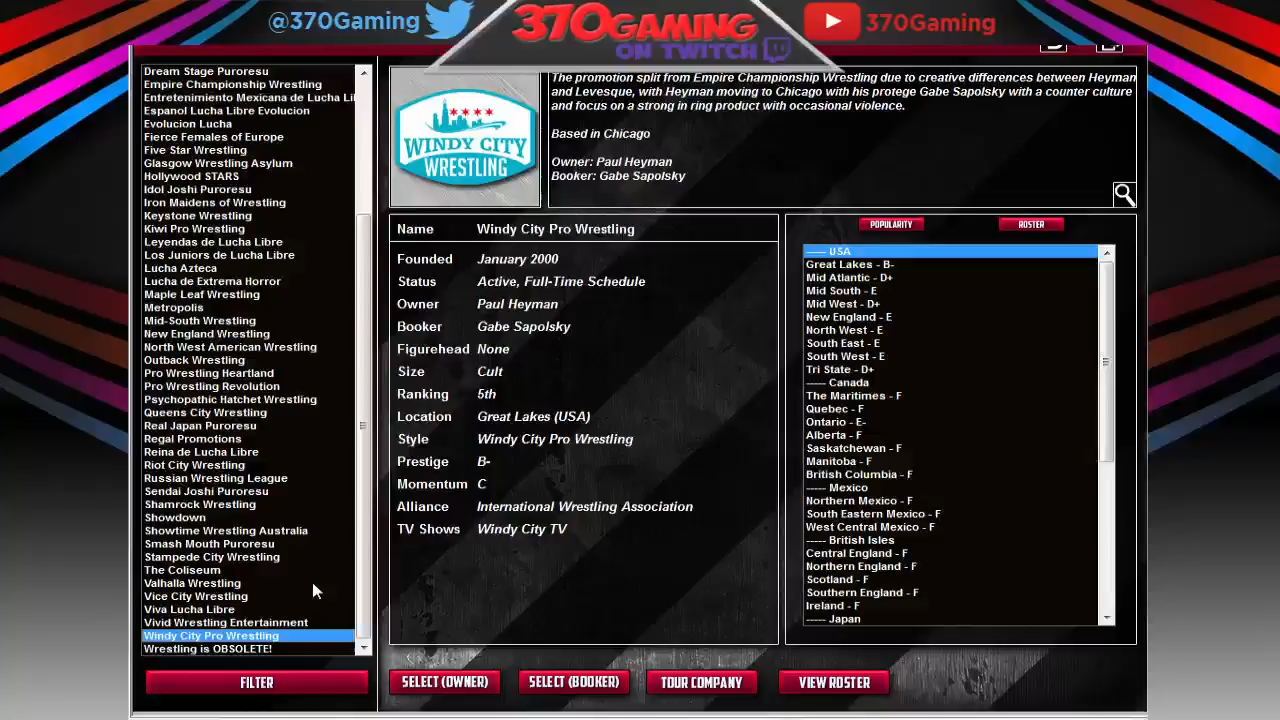 @370Gaming
370GAMING
ON TWITCH
370Gaming
Dream Stage Puroresu
Empire Championship Wrestling
Entretenimiento Mexicana de Lucha Li
Espanol Lucha Libre Evolucion
Evolucion Lucha
Fierce Females of Europe
Five Star Wrestling
Glasgow Wrestling Asylum
Hollywood STARS
Idol Joshi Puroresu
Iron Maidens of Wrestling
Keystone Wrestling
Kiwi Pro Wrestling
Leyendas de Lucha Libre
Los Juniors de Lucha Libre
Lucha Azteca
Lucha de Extrema Horror
Maple Leaf Wrestling
Metropolis
Mid-South Wrestling
New England Wrestling
North West American Wrestling
Outback Wrestling
Pro Wrestling Heartland
Pro Wrestling Revolution
Psychopathic Hatchet Wrestling
Queens City Wrestling
Real Japan Puroresu
Regal Promotions
Reina de Lucha Libre
Riot City Wrestling
Russian Wrestling League
Sendai Joshi Puroresu
Shamrock Wrestling
Showdown
Showtime Wrestling Australia
Smash Mouth Puroresu
Stampede City Wrestling
The Coliseum
Valhalla Wrestling
Vice City Wrestling
Viva Lucha Libre
Vivid Wrestling Entertainment
Windy City Pro Wrestling
Wrestling is OBSOLETE!
FILTER
WINDY CITY
WRESTLING
The promotion split from Empire Championship Wrestling due to creative differences between Heyman
and Levesque, with Heyman moving to Chicago with his protege Gabe Sapolsky with a counter culture
and focus on a strong in ring product with occasional violence.
Based in Chicago
Owner: Paul Heyman
Booker: Gabe Sapolsky
Name Windy City Pro Wrestling
Founded January 2000
Status Active, Full-Time Schedule
Owner Paul Heyman
Booker Gabe Sapolsky
Figurehead None
Size Cult
Ranking 5th
Location Great Lakes (USA)
Style Windy City Pro Wrestling
Prestige B-
Momentum C
Alliance International Wrestling Association
TV Shows Windy City TV
POPULARITY ROSTER
----- USA
Great Lakes - B-
Mid Atlantic - D+
Mid South - E
Mid West - D+
New England - E
North West - E
South East - E
South West - E
Tri State - D+
----- Canada
The Maritimes - F
Quebec - F
Ontario - E-
Alberta - F
Saskatchewan - F
Manitoba - F
British Columbia - F
----- Mexico
Northern Mexico - F
South Eastern Mexico - F
West Central Mexico - F
----- British Isles
Central England - F
Northern England - F
Scotland - F
Southern England - F
Ireland - F
----- Japan
SELECT (OWNER) SELECT (BOOKER) TOUR COMPANY VIEW ROSTER